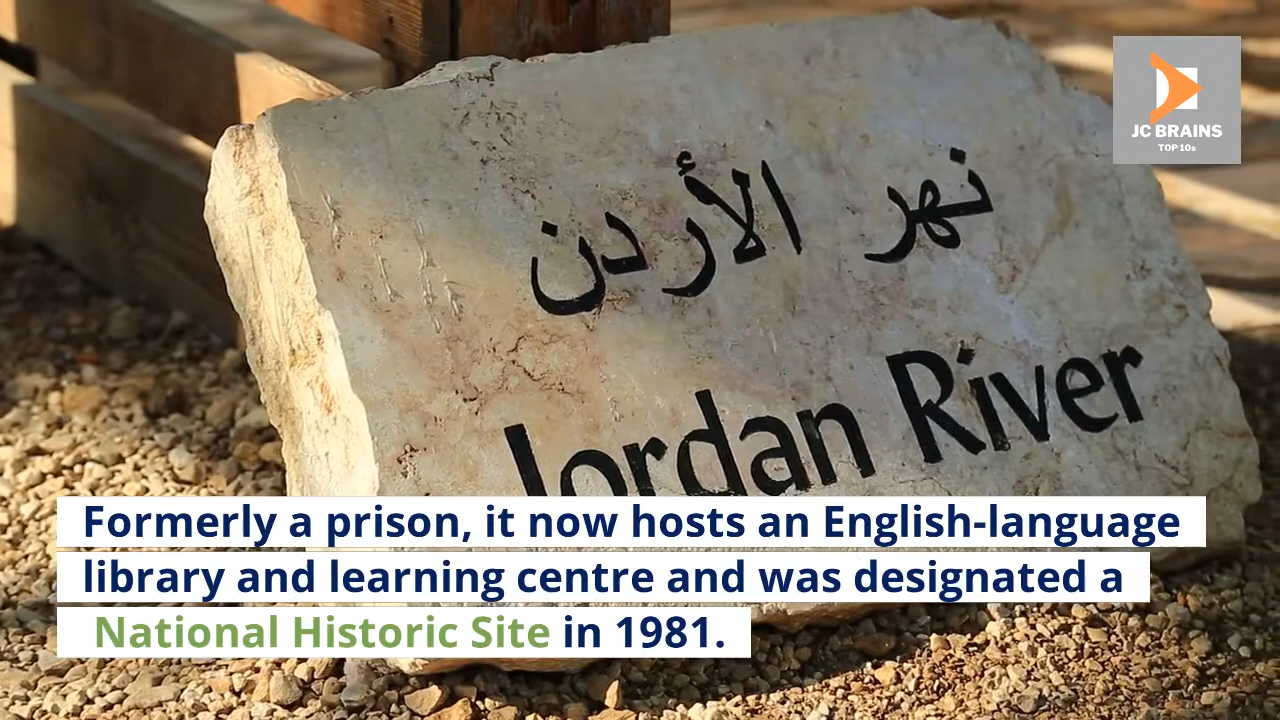 JC BRAINS
TOP 10s
نهر الأردن
Jordan River
Formerly a prison, it now hosts an English-language
library and learning centre and was designated a
National Historic Site in 1981.